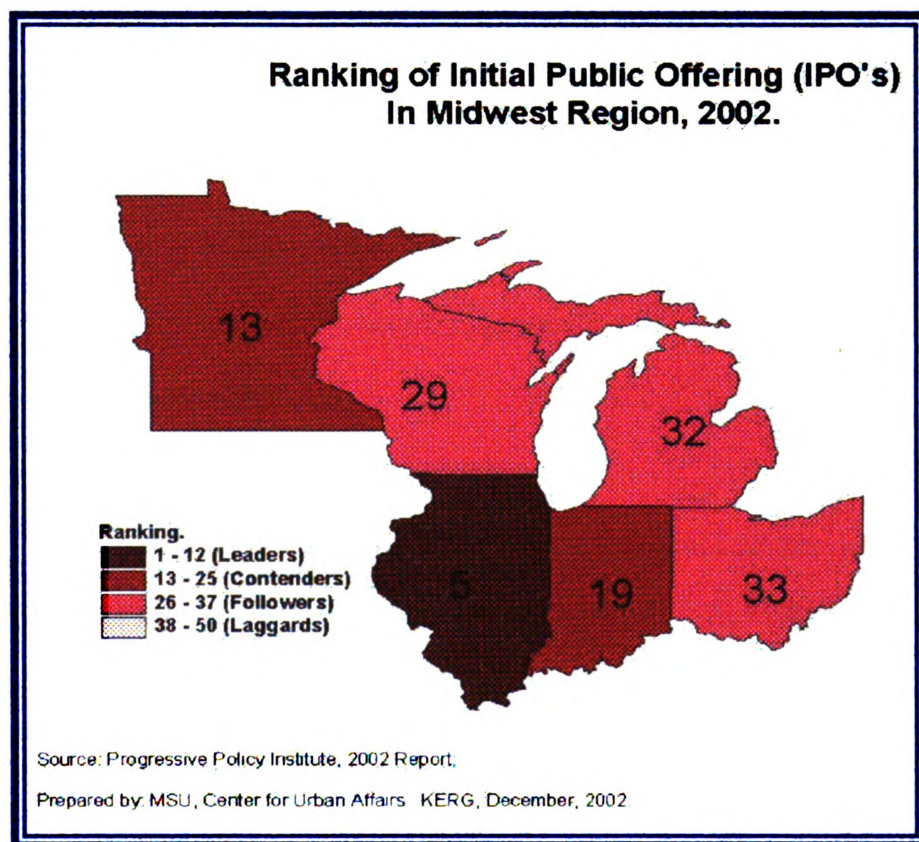 Ranking of Initial Public Offering (IPO's)
In Midwest Region, 2002.
13
29
32
5
19
33
Ranking.
1 - 12 (Leaders)
13 - 25 (Contenders)
26 - 37 (Followers)
38 - 50 (Laggards)
Source: Progressive Policy Institute, 2002 Report,
Prepared by: MSU, Center for Urban Affairs KERG, December, 2002.